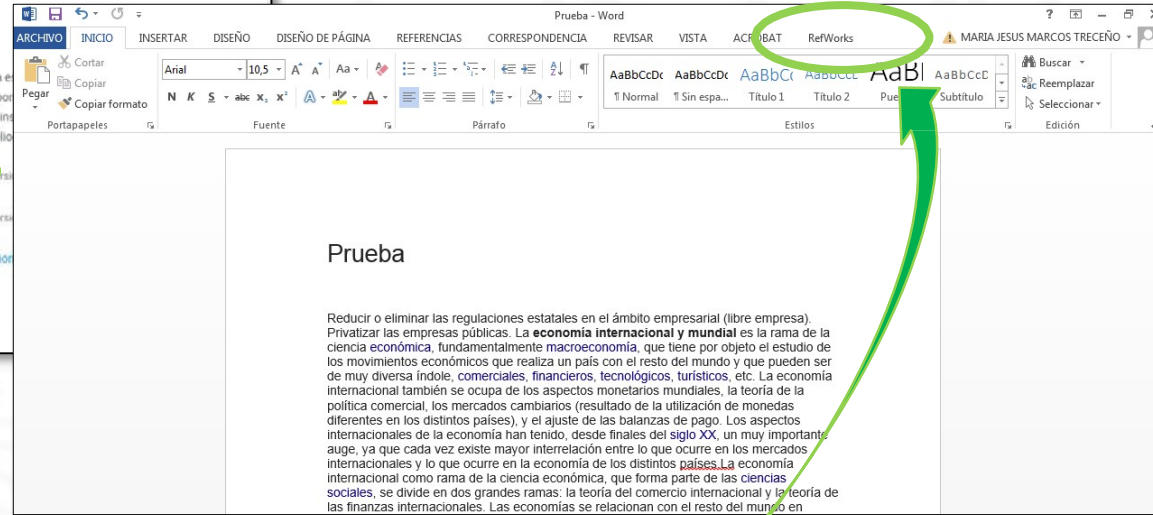 Prueba - Word
ARCHIVO INICIO INSERTAR DISEÑO DISEÑO DE PÁGINA REFERENCIAS CORRESPONDENCIA REVISAR VISTA ACROBAT RefWorks MARIA JESUS MARCOS TRECEÑO
Cortar
Copiar
Copiar formato
Pegar
Portapapeles
Arial 10,5
N K S abc x₂ x²
Fuente
Párrafo
AaBbCcDc AaBbCcDc AaBbCc AaBbCcC AaBl AaBbCcD
¶ Normal ¶ Sin espa... Título 1 Título 2 Subtítulo
Estilos
Buscar
Reemplazar
Seleccionar
Edición
Prueba
Reducir o eliminar las regulaciones estatales en el ámbito empresarial (libre empresa).
Privatizar las empresas públicas. La economía internacional y mundial es la rama de la
ciencia económica, fundamentalmente macroeconomía, que tiene por objeto el estudio de
los movimientos económicos que realiza un país con el resto del mundo y que pueden ser
de muy diversa índole, comerciales, financieros, tecnológicos, turísticos, etc. La economía
internacional también se ocupa de los aspectos monetarios mundiales, la teoría de la
política comercial, los mercados cambiarios (resultado de la utilización de monedas
diferentes en los distintos países), y el ajuste de las balanzas de pago. Los aspectos
internacionales de la economía han tenido, desde finales del siglo XX, un muy importante
auge, ya que cada vez existe mayor interrelación entre lo que ocurre en los mercados
internacionales y lo que ocurre en la economía de los distintos países.La economía
internacional como rama de la ciencia económica, que forma parte de las ciencias
sociales, se divide en dos grandes ramas: la teoría del comercio internacional y la teoría de
las finanzas internacionales. Las economías se relacionan con el resto del mundo en